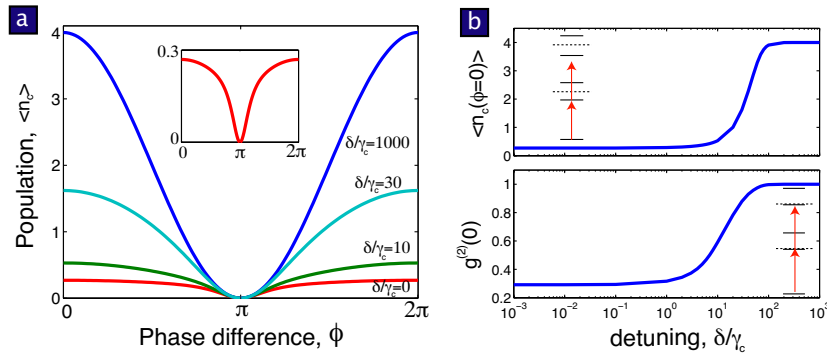 a
Population, <n_c>
4
3
2
1
0
0.3
0
0
π
2π
δ/γ_c=1000
δ/γ_c=30
δ/γ_c=10
δ/γ_c=0
0
π
2π
Phase difference, ϕ
b
<n_c(ϕ=0)>
4
3
2
1
0
g^(2)(0)
1
0.8
0.6
0.4
0.2
10^-3
10^-2
10^-1
10^0
10^1
10^2
10^3
detuning, δ/γ_c